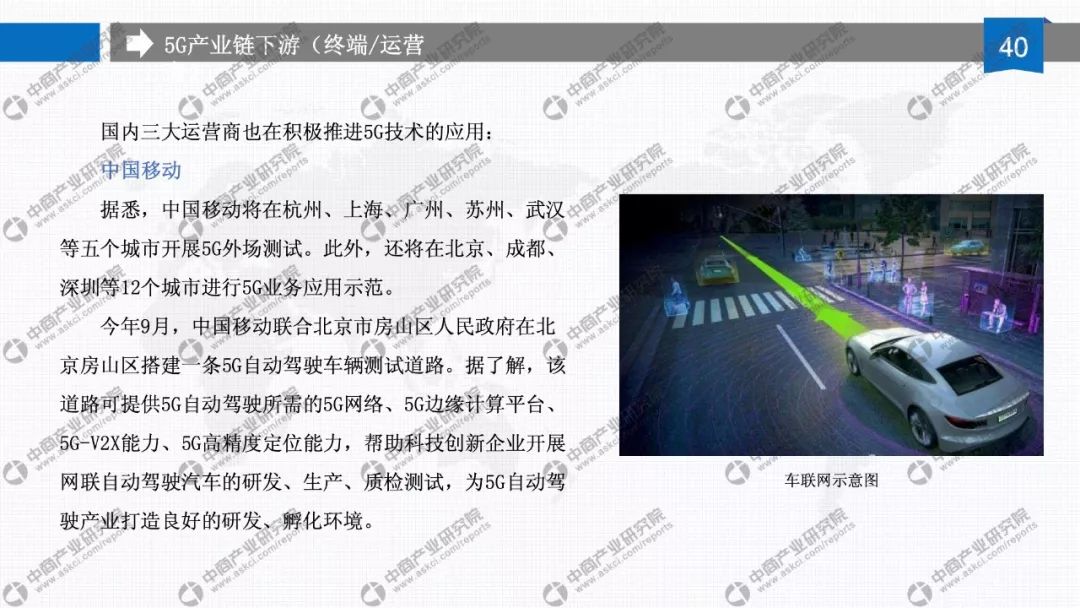 5G产业链下游（终端/运营
40
国内三大运营商也在积极推进5G技术的应用：
中国移动
据悉，中国移动将在杭州、上海、广州、苏州、武汉
等五个城市开展5G外场测试。此外，还将在北京、成都、
深圳等12个城市进行5G业务应用示范。
今年9月，中国移动联合北京市房山区人民政府在北
京房山区搭建一条5G自动驾驶车辆测试道路。据了解，该
道路可提供5G自动驾驶所需的5G网络、5G边缘计算平台、
5G-V2X能力、5G高精度定位能力，帮助科技创新企业开展
网联自动驾驶汽车的研发、生产、质检测试，为5G自动驾
驶产业打造良好的研发、孵化环境。
车联网示意图
中商产业研究院
www.askci.com/reports